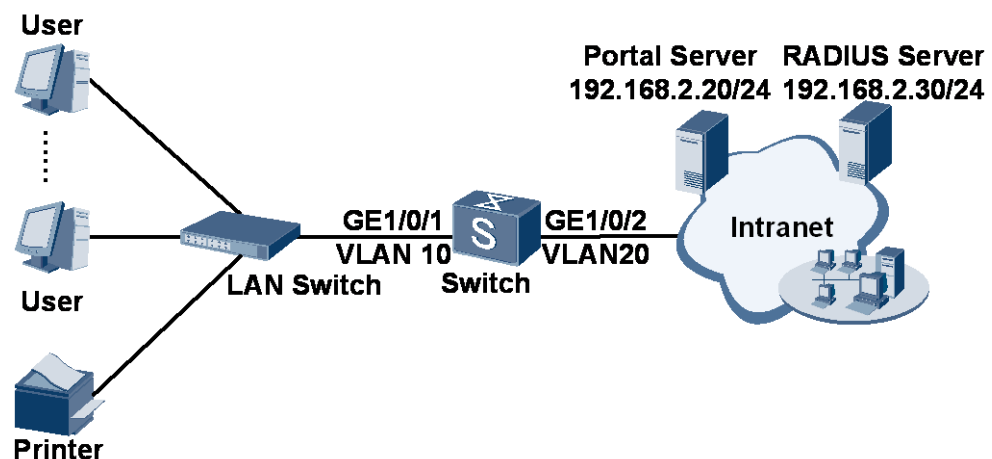 User
Portal Server
192.168.2.20/24
RADIUS Server
192.168.2.30/24
GE1/0/1
VLAN 10
S
GE1/0/2
VLAN20
Intranet
LAN Switch
Switch
User
Printer